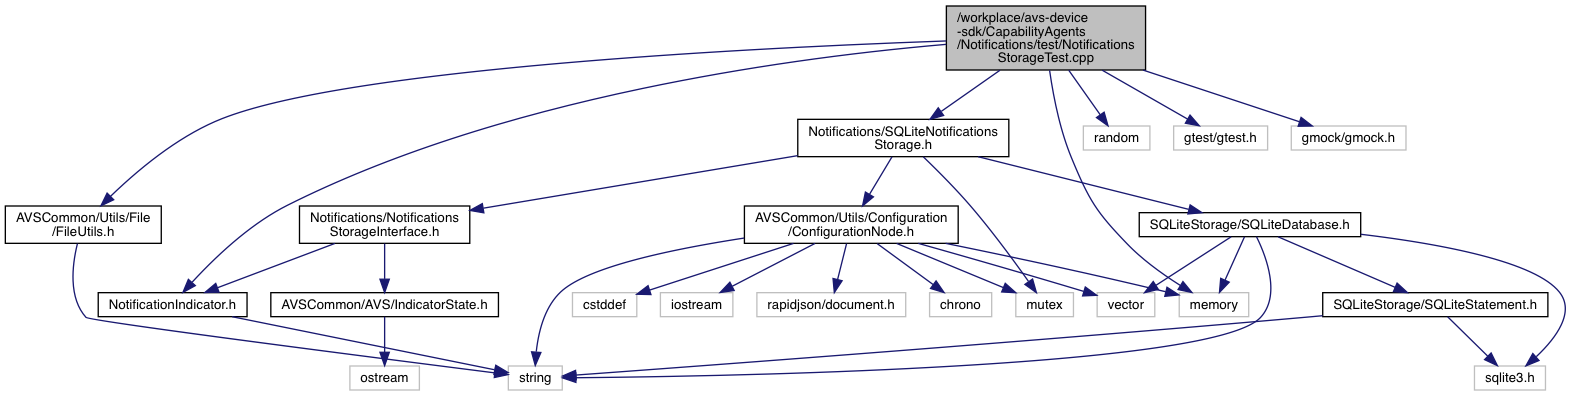 /workplace/avs-device
-sdk/CapabilityAgents
/Notifications/test/Notifications
StorageTest.cpp
Notifications/SQLiteNotifications
Storage.h
random
gtest/gtest.h
gmock/gmock.h
AVSCommon/Utils/File
/FileUtils.h
Notifications/Notifications
StorageInterface.h
AVSCommon/Utils/Configuration
/ConfigurationNode.h
SQLiteStorage/SQLiteDatabase.h
NotificationIndicator.h
AVSCommon/AVS/IndicatorState.h
cstddef
iostream
rapidjson/document.h
chrono
mutex
vector
memory
SQLiteStorage/SQLiteStatement.h
ostream
string
sqlite3.h